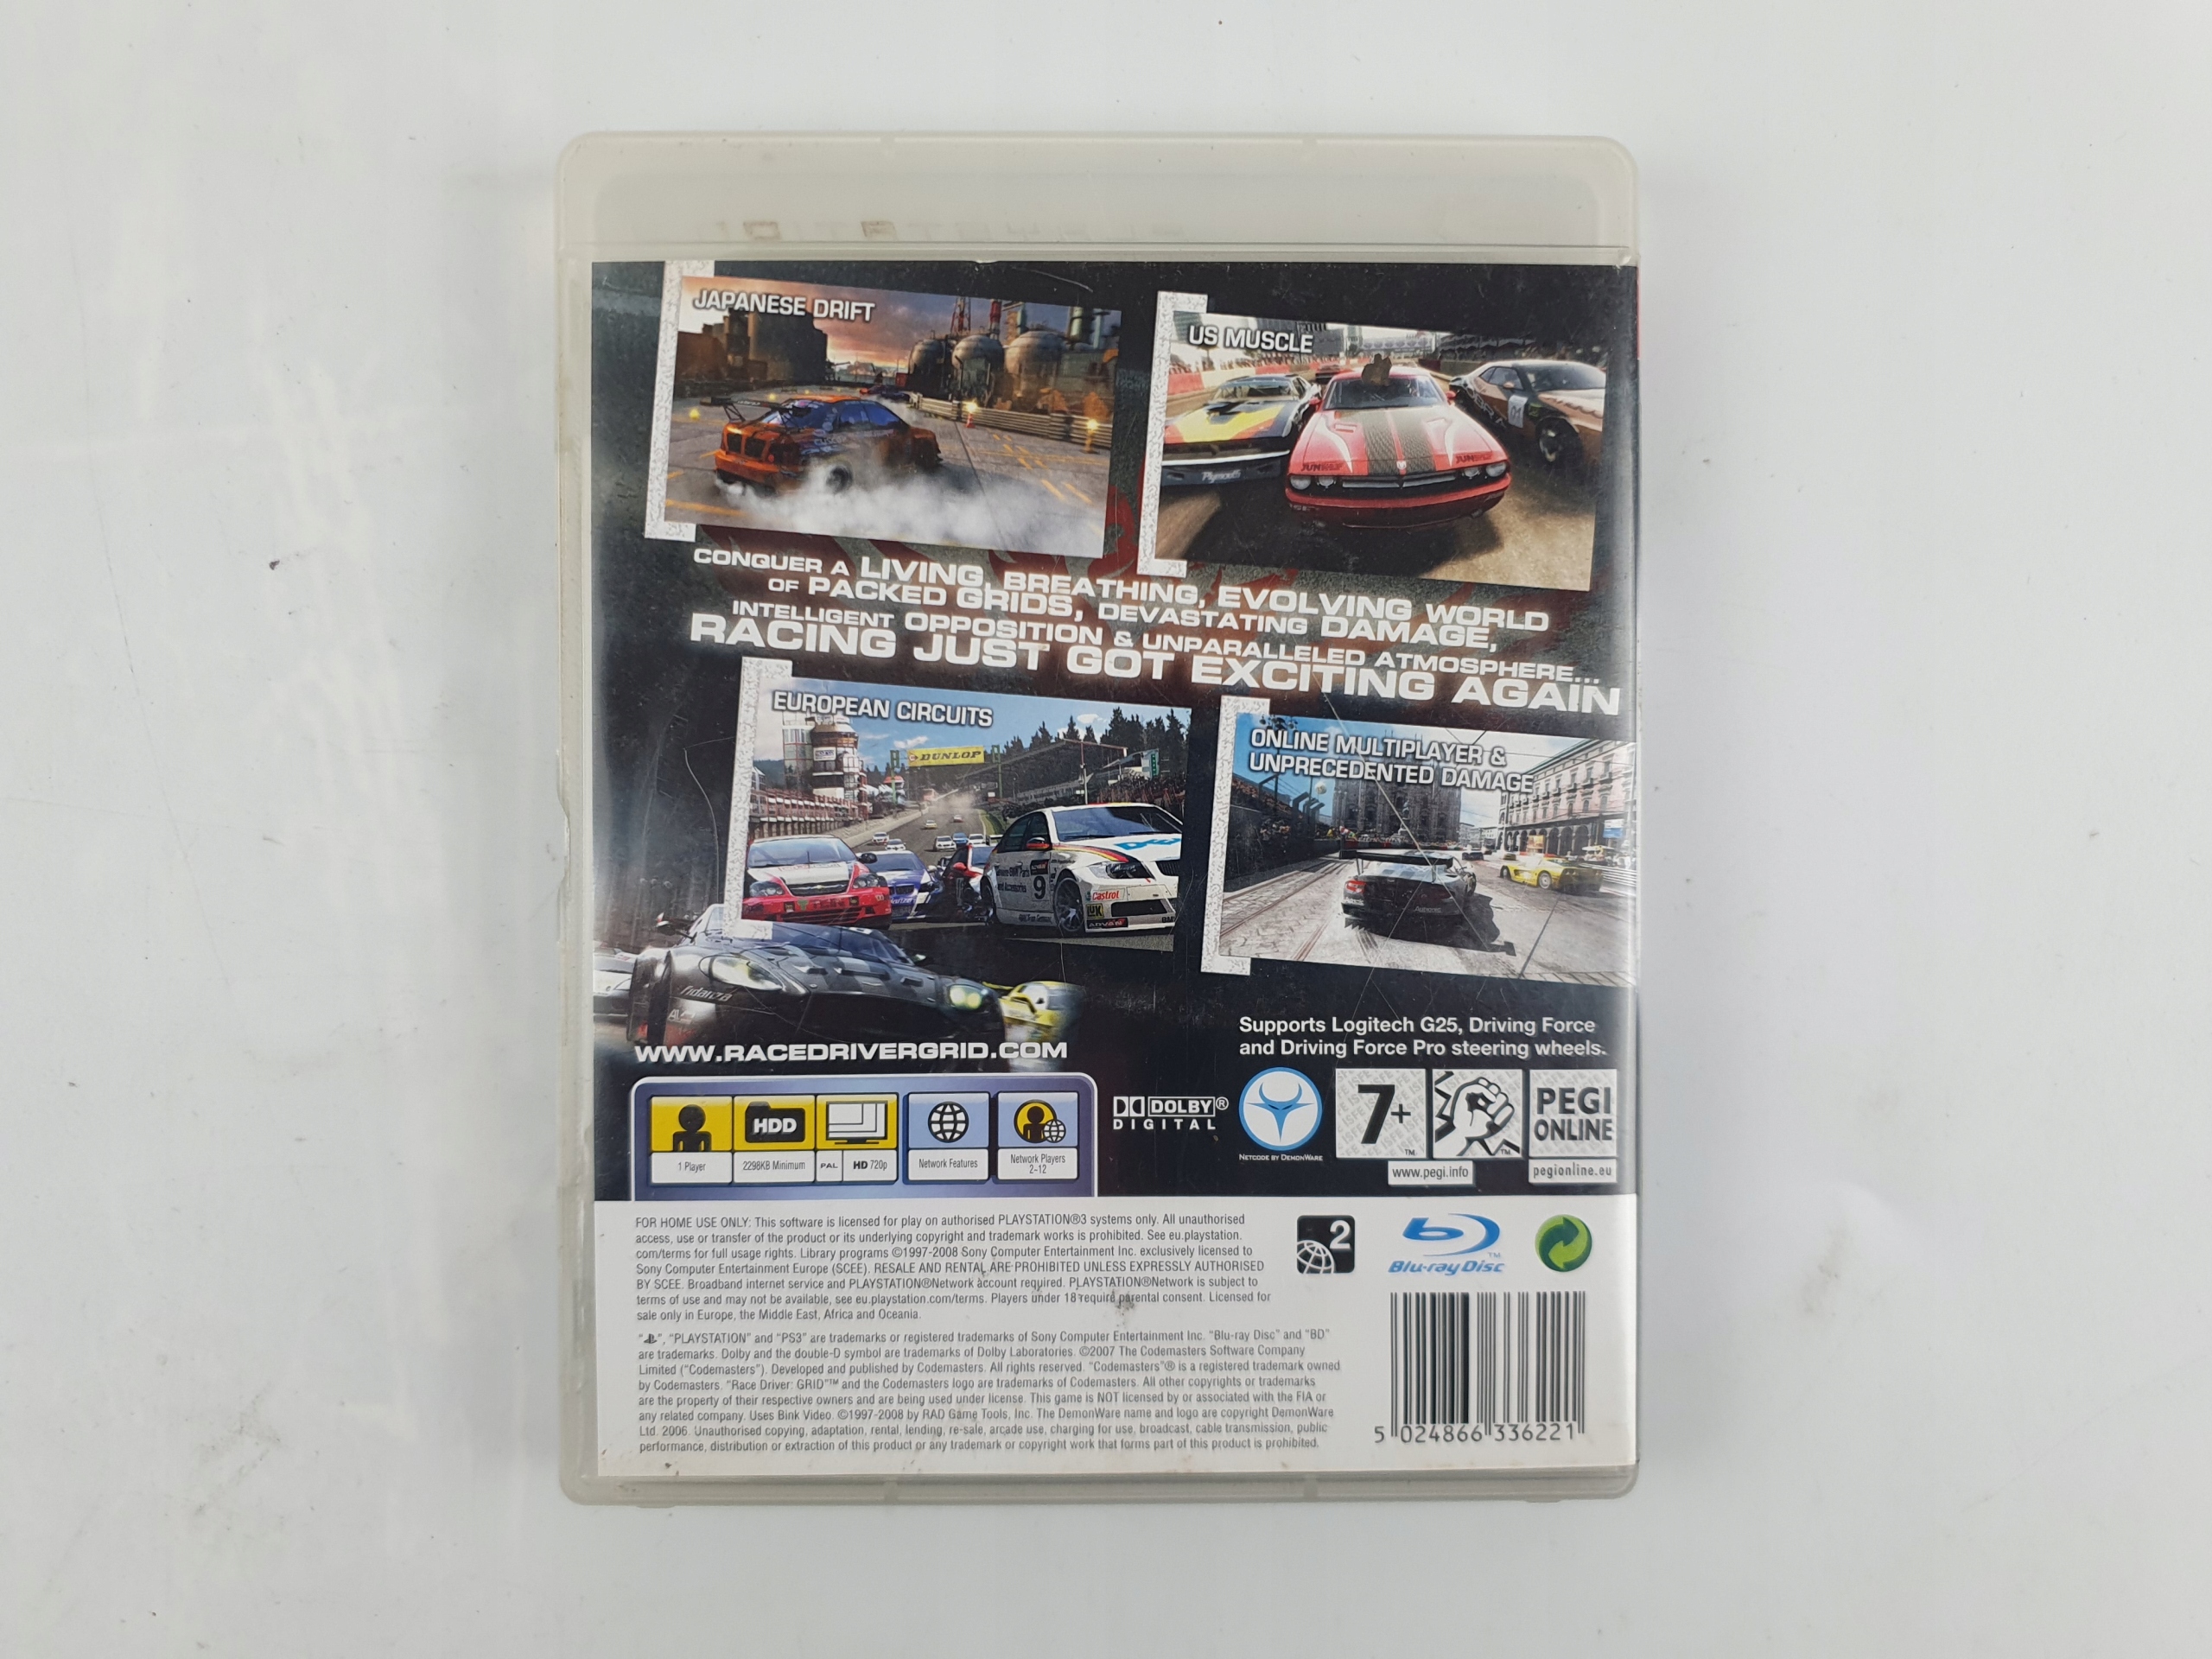 JAPANESE DRIFT
US MUSCLE
JUNHUP JUNHUP
Plymouth
01
CONQUER A LIVING, BREATHING, EVOLVING WORLD
OF PACKED GRIDS, DEVASTATING DAMAGE,
INTELLIGENT OPPOSITION & UNPARALLELED ATMOSPHERE...
RACING JUST GOT EXCITING AGAIN
EUROPEAN CIRCUITS
DUNLOP
9
Castrol
LUK
ADVAN
ONLINE MULTIPLAYER &
UNPRECEDENTED DAMAGE
Fidanza
WWW.RACEDRIVERGRID.COM
Supports Logitech G25, Driving Force
and Driving Force Pro steering wheels.
HDD
1 Player
2298KB Minimum
PAL
HD 720p
Network Features
Network Players
2-12
DOLBY®
DIGITAL
NETCODE BY DEMONWARE
7+
TM
TM
www.pegi.info
PEGI
ONLINE
pegionline.eu
FOR HOME USE ONLY: This software is licensed for play on authorised PLAYSTATION®3 systems only. All unauthorised
access, use or transfer of the product or its underlying copyright and trademark works is prohibited. See eu.playstation.
com/terms for full usage rights. Library programs ©1997-2008 Sony Computer Entertainment Inc. exclusively licensed to
Sony Computer Entertainment Europe (SCEE). RESALE AND RENTAL ARE PROHIBITED UNLESS EXPRESSLY AUTHORISED
BY SCEE. Broadband internet service and PLAYSTATION®Network account required. PLAYSTATION®Network is subject to
terms of use and may not be available, see eu.playstation.com/terms. Players under 18 require parental consent. Licensed for
sale only in Europe, the Middle East, Africa and Oceania.
2
Blu-ray Disc
TM
"", "PLAYSTATION" and "PS3" are trademarks or registered trademarks of Sony Computer Entertainment Inc. "Blu-ray Disc" and "BD"
are trademarks. Dolby and the double-D symbol are trademarks of Dolby Laboratories. ©2007 The Codemasters Software Company
Limited ("Codemasters"). Developed and published by Codemasters. All rights reserved. "Codemasters"® is a registered trademark owned
by Codemasters. "Race Driver: GRID"™ and the Codemasters logo are trademarks of Codemasters. All other copyrights or trademarks
are the property of their respective owners and are being used under license. This game is NOT licensed by or associated with the FIA or
any related company. Uses Bink Video. ©1997-2008 by RAD Game Tools, Inc. The DemonWare name and logo are copyright DemonWare
Ltd. 2006. Unauthorised copying, adaptation, rental, lending, re-sale, arcade use, charging for use, broadcast, cable transmission, public
performance, distribution or extraction of this product or any trademark or copyright work that forms part of this product is prohibited.
5 024866 336221